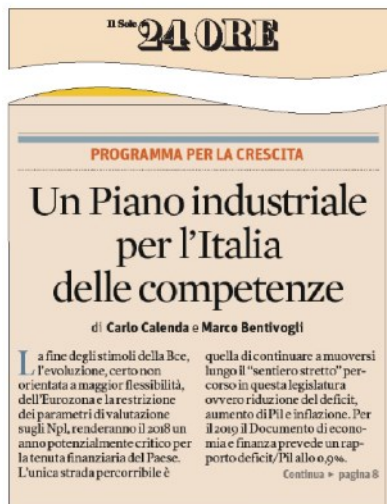 Il Sole
24 ORE
PROGRAMMA PER LA CRESCITA
Un Piano industriale
per l'Italia
delle competenze
di Carlo Calenda e Marco Bentivogli
La fine degli stimoli della Bce,
l'evoluzione, certo non
orientata a maggior flessibilità,
dell'Eurozona e la restrizione
dei parametri di valutazione
sugli Npl, renderanno il 2018 un
anno potenzialmente critico per
la tenuta finanziaria del Paese.
L'unica strada percorribile è
quella di continuare a muoversi
lungo il "sentiero stretto" per-
corso in questa legislatura
ovvero riduzione del deficit,
aumento di Pil e inflazione. Per
il 2019 il Documento di econo-
mia e finanza prevede un rap-
porto deficit/Pil allo 0,9%.
Continua ► pagina 8